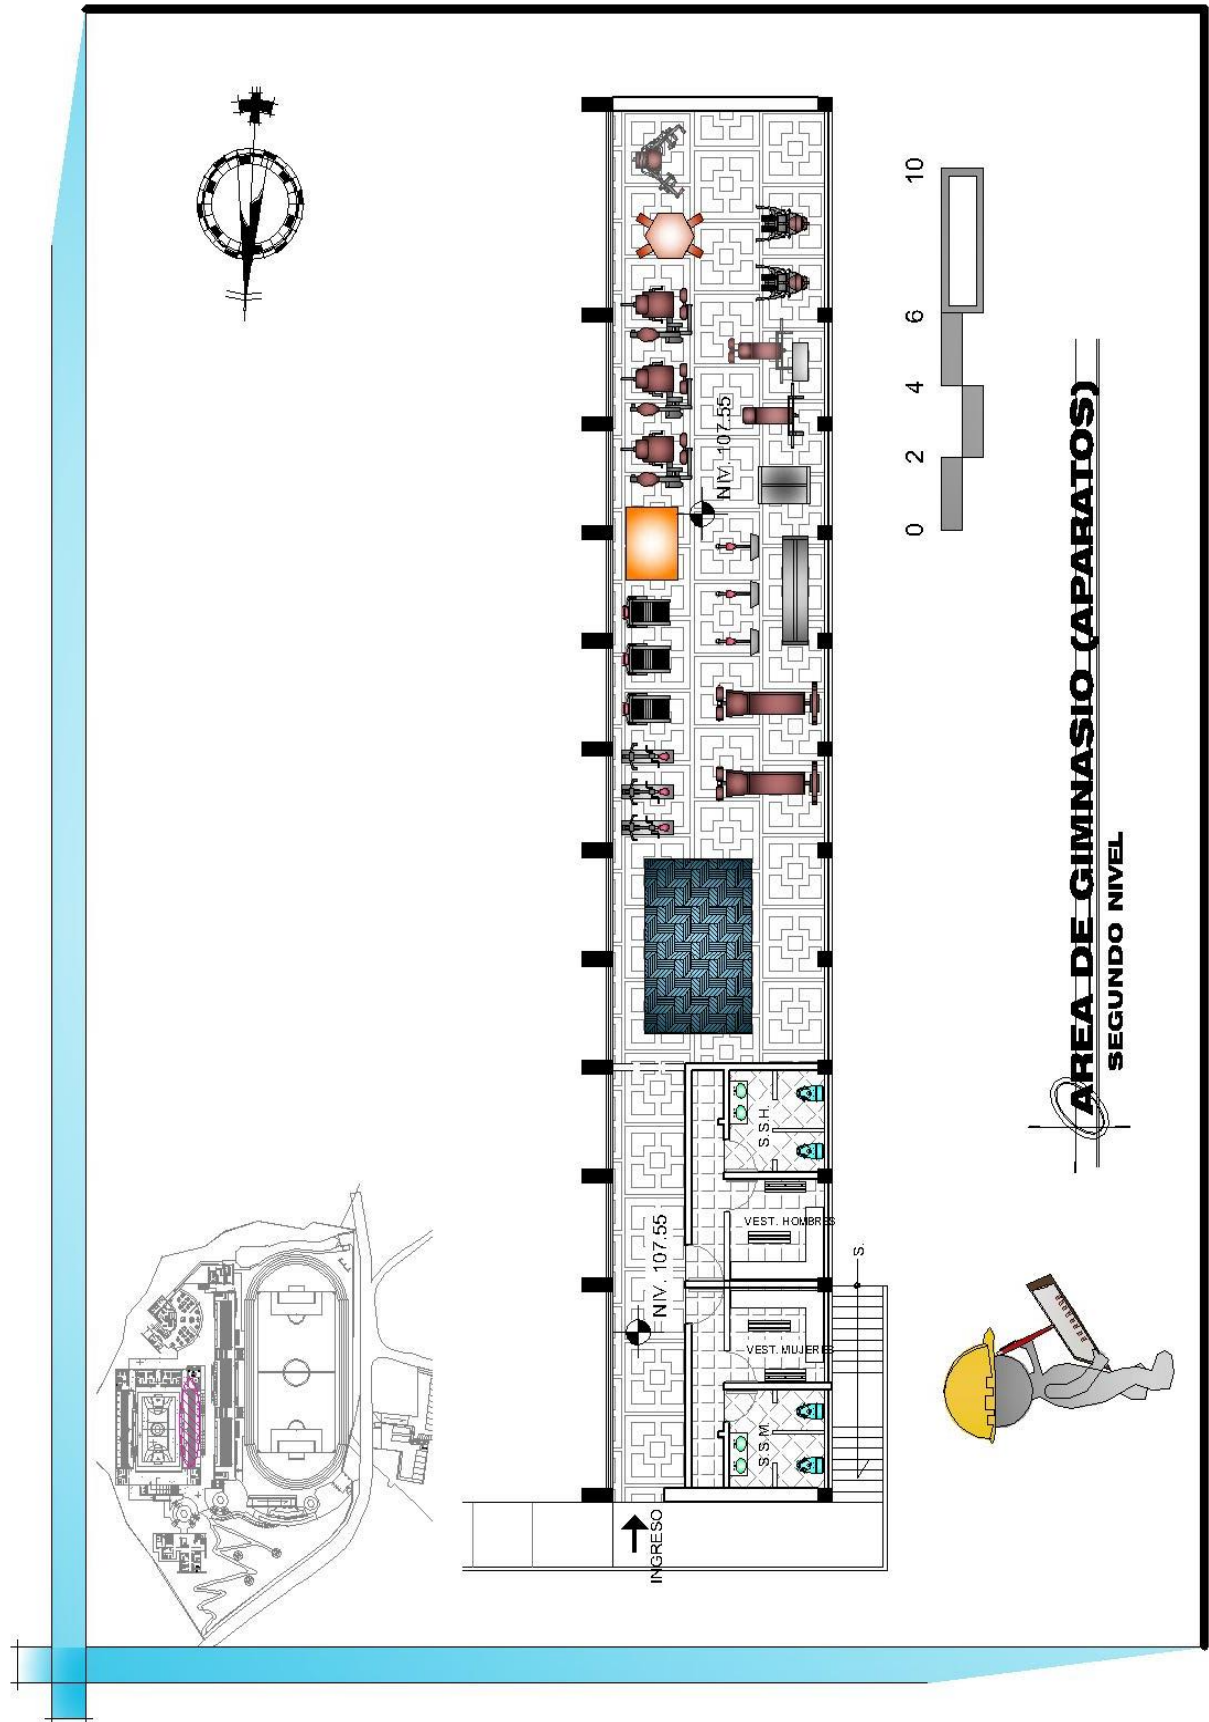 NIV. 107.55
NIV. 107.55
S.S.M.
VEST. MUJERES
VEST. HOMBRES
S.S.H.
INGRESO
S.
0 2 4 6 10
AREA DE GIMNASIO (APARATOS)
SEGUNDO NIVEL